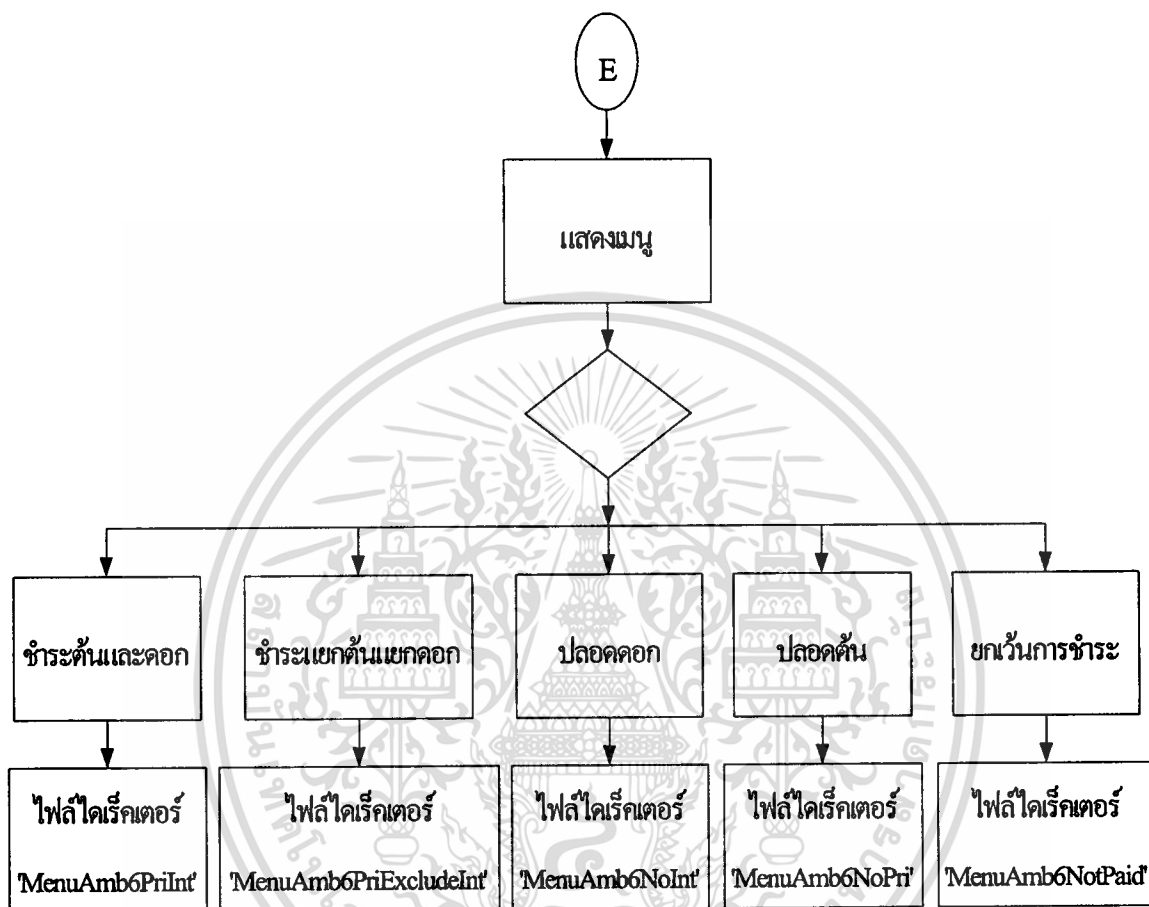 E
แสดงเมนู
ชำระต้นและดอก
ชำระแยกต้นแยกดอก
ปลอดดอก
ปลอดต้น
ยกเว้นการชำระ
ไฟล์ไดเร็คเตอร์
'MenuAmb6PriInt'
ไฟล์ไดเร็คเตอร์
'MenuAmb6PriExcludeInt'
ไฟล์ไดเร็คเตอร์
'MenuAmb6NoInt'
ไฟล์ไดเร็คเตอร์
'MenuAmb6NoPri'
ไฟล์ไดเร็คเตอร์
'MenuAmb6NotPaid'